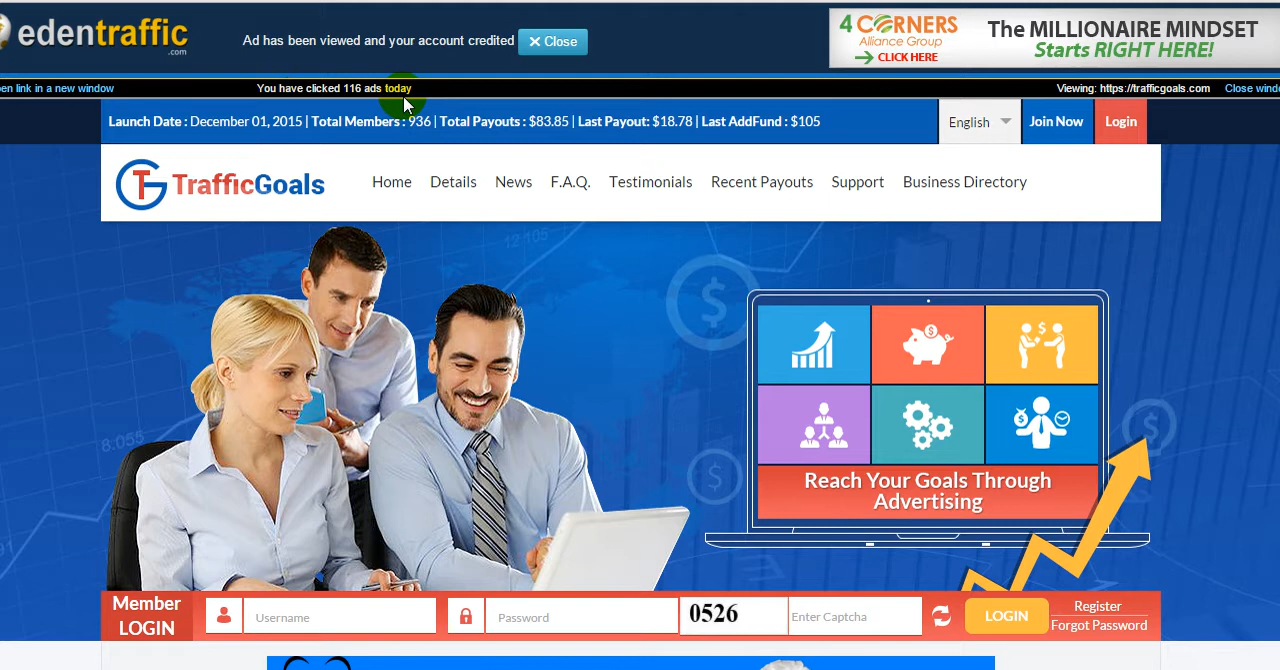 edentraffic
.com
Ad has been viewed and your account credited
Close
4 CORNERS
Alliance Group
CLICK HERE
The MILLIONAIRE MINDSET
Starts RIGHT HERE!
en link in a new window
You have clicked 116 ads today
Viewing: https://trafficgoals.com
Close windo
Launch Date : December 01, 2015 | Total Members : 936 | Total Payouts : $83.85 | Last Payout: $18.78 | Last AddFund : $105
English
Join Now
Login
TrafficGoals
Home Details News F.A.Q. Testimonials Recent Payouts Support Business Directory
12.105
8.055
Reach Your Goals Through
Advertising
Member
LOGIN
Username
Password
0526
Enter Captcha
LOGIN
Register
Forgot Password